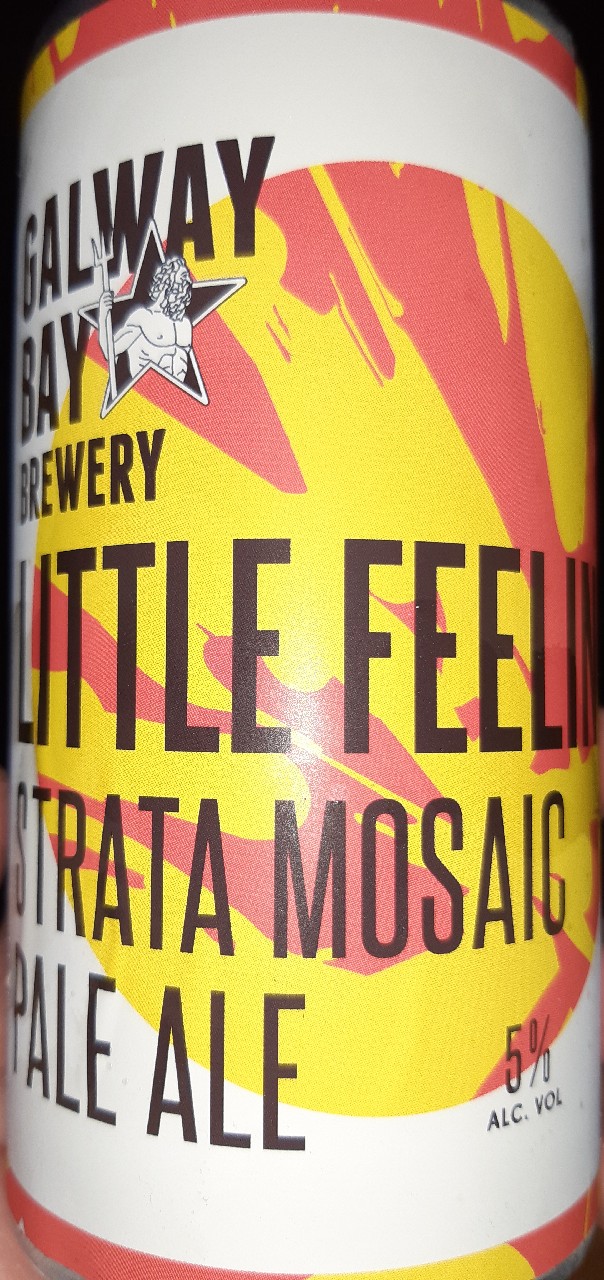 GALWAY
BAY
BREWERY
LITTLE FEELIN
STRATA MOSAIC
PALE ALE
5%
ALC. VOL